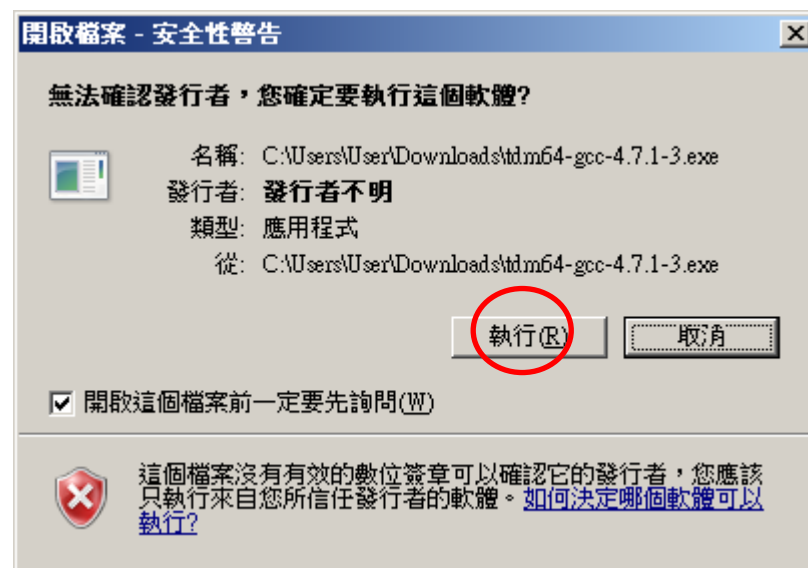 開啟檔案 - 安全性警告
無法確認發行者，您確定要執行這個軟體?
名稱: C:\Users\User\Downloads\tdm64-gcc-4.7.1-3.exe
發行者: 發行者不明
類型: 應用程式
從: C:\Users\User\Downloads\tdm64-gcc-4.7.1-3.exe
執行(R) 取消
開啟這個檔案前一定要先詢問(W)
這個檔案沒有有效的數位簽章可以確認它的發行者，您應該
只執行來自您所信任發行者的軟體。如何決定哪個軟體可以
執行?